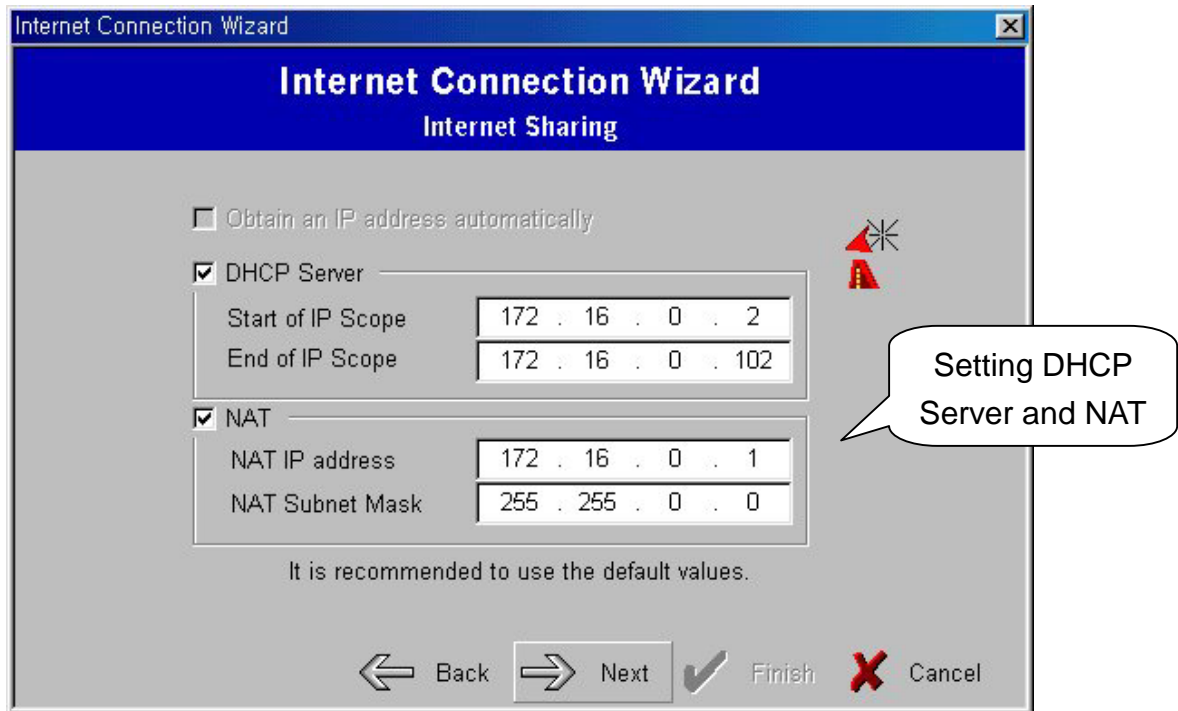 Internet Connection Wizard
Internet Connection Wizard
Internet Sharing
Obtain an IP address automatically
DHCP Server
Start of IP Scope 172 . 16 . 0 . 2
End of IP Scope 172 . 16 . 0 . 102
Setting DHCP
Server and NAT
NAT
NAT IP address 172 . 16 . 0 . 1
NAT Subnet Mask 255 . 255 . 0 . 0
It is recommended to use the default values.
Back Next Finish Cancel